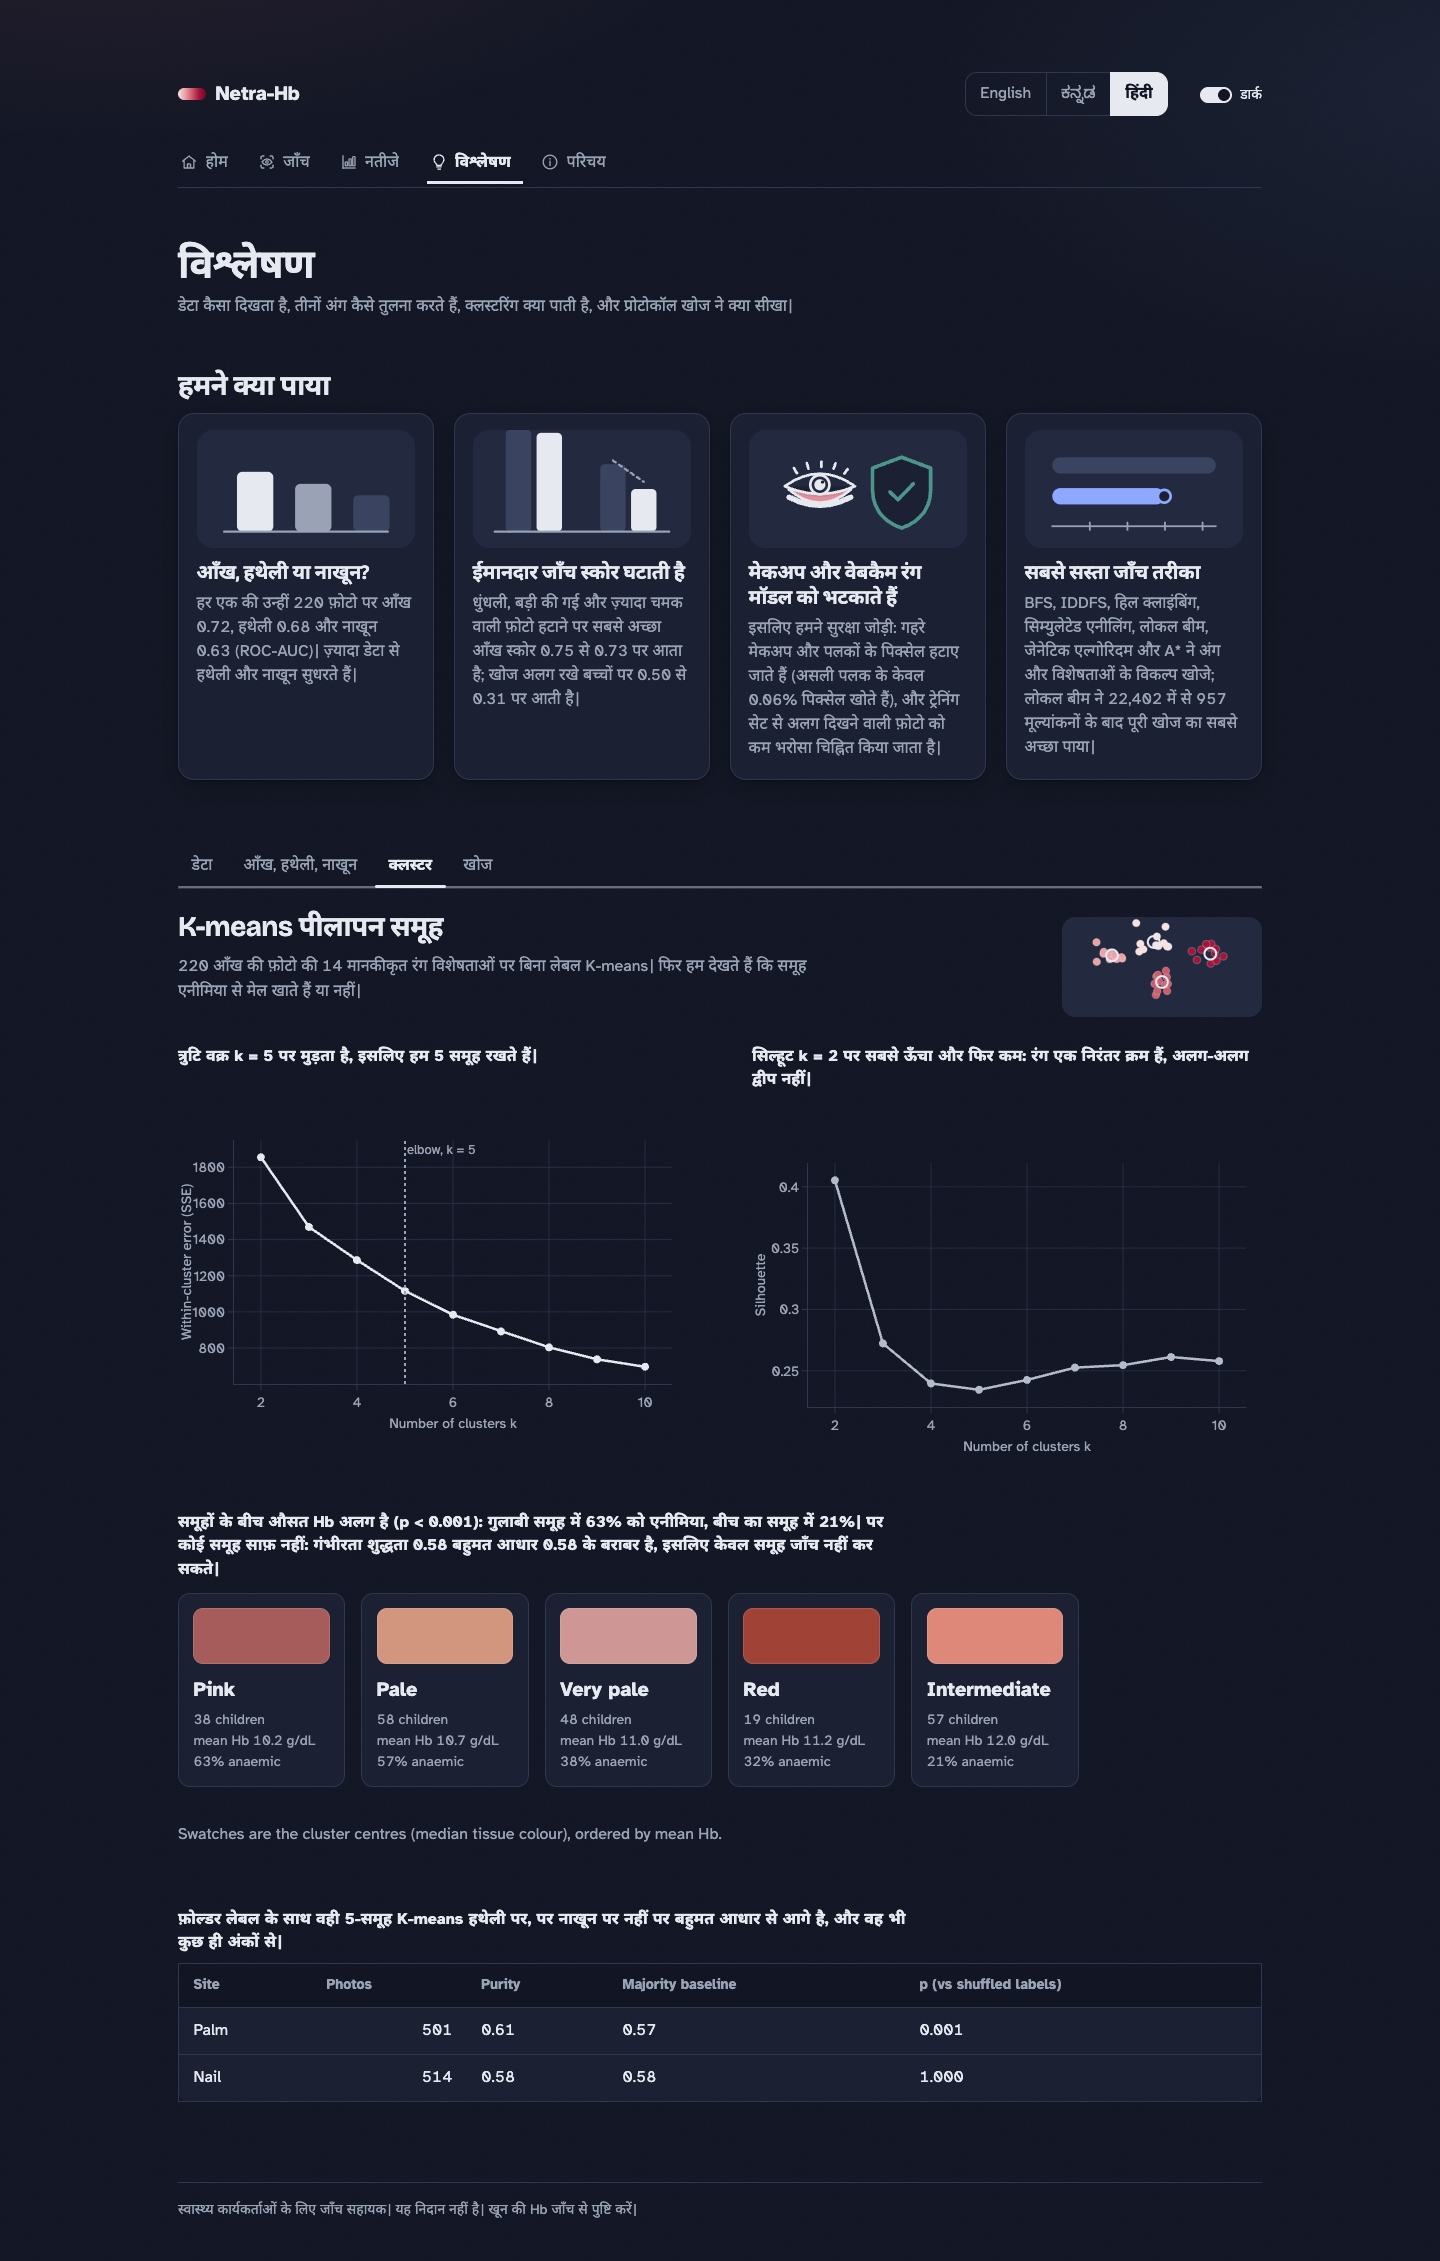 Netra-Hb
English
ಕನ್ನಡ
हिंदी
डार्क
होम
जाँच
नतीजे
विश्लेषण
परिचय
विश्लेषण
डेटा कैसा दिखता है, तीनों अंग कैसे तुलना करते हैं, क्लस्टरिंग क्या पाती है, और प्रोटोकॉल खोज ने क्या सीखा|
हमने क्या पाया
आँख, हथेली या नाखून?
हर एक की उन्हीं 220 फ़ोटो पर आँख
0.72, हथेली 0.68 और नाखून
0.63 (ROC-AUC)| ज़्यादा डेटा से
हथेली और नाखून सुधरते हैं|
ईमानदार जाँच स्कोर घटाती है
धुंधली, बड़ी की गई और ज़्यादा चमक
वाली फ़ोटो हटाने पर सबसे अच्छा
आँख स्कोर 0.75 से 0.73 पर आता
है; खोज अलग रखे बच्चों पर 0.50 से
0.31 पर आती है|
मेकअप और वेबकैम रंग
मॉडल को भटकाते हैं
इसलिए हमने सुरक्षा जोड़ी: गहरे
मेकअप और पलकों के पिक्सेल हटाए
जाते हैं (असली पलक के केवल
0.06% पिक्सेल खोते हैं), और ट्रेनिंग
सेट से अलग दिखने वाली फ़ोटो को
कम भरोसा चिह्नित किया जाता है|
सबसे सस्ता जाँच तरीका
BFS, IDDFS, हिल क्लाइंबिंग,
सिम्युलेटेड एनीलिंग, लोकल बीम,
जेनेटिक एल्गोरिदम और A* ने अंग
और विशेषताओं के विकल्प खोजे;
लोकल बीम ने 22,402 में से 957
मूल्यांकनों के बाद पूरी खोज का सबसे
अच्छा पाया|
डेटा
आँख, हथेली, नाखून
क्लस्टर
खोज
K-means पीलापन समूह
220 आँख की फ़ोटो की 14 मानकीकृत रंग विशेषताओं पर बिना लेबल K-means| फिर हम देखते हैं कि समूह
एनीमिया से मेल खाते हैं या नहीं|
त्रुटि वक्र k = 5 पर मुड़ता है, इसलिए हम 5 समूह रखते हैं|
elbow, k = 5
1800
1600
1400
1200
1000
800
Within-cluster error (SSE)
2
4
6
8
10
Number of clusters k
सिल्हूट k = 2 पर सबसे ऊँचा और फिर कम: रंग एक निरंतर क्रम हैं, अलग-अलग
द्वीप नहीं|
0.4
0.35
0.3
0.25
Silhouette
2
4
6
8
10
Number of clusters k
समूहों के बीच औसत Hb अलग है (p < 0.001): गुलाबी समूह में 63% को एनीमिया, बीच का समूह में 21%| पर
कोई समूह साफ़ नहीं: गंभीरता शुद्धता 0.58 बहुमत आधार 0.58 के बराबर है, इसलिए केवल समूह जाँच नहीं कर
सकते|
Pink
38 children
mean Hb 10.2 g/dL
63% anaemic
Pale
58 children
mean Hb 10.7 g/dL
57% anaemic
Very pale
48 children
mean Hb 11.0 g/dL
38% anaemic
Red
19 children
mean Hb 11.2 g/dL
32% anaemic
Intermediate
57 children
mean Hb 12.0 g/dL
21% anaemic
Swatches are the cluster centres (median tissue colour), ordered by mean Hb.
फ़ोल्डर लेबल के साथ वही 5-समूह K-means हथेली पर, पर नाखून पर नहीं पर बहुमत आधार से आगे है, और वह भी
कुछ ही अंकों से|
Site Photos Purity Majority baseline p (vs shuffled labels)
Palm 501 0.61 0.57 0.001
Nail 514 0.58 0.58 1.000
स्वास्थ्य कार्यकर्ताओं के लिए जाँच सहायक| यह निदान नहीं है| खून की Hb जाँच से पुष्टि करें|